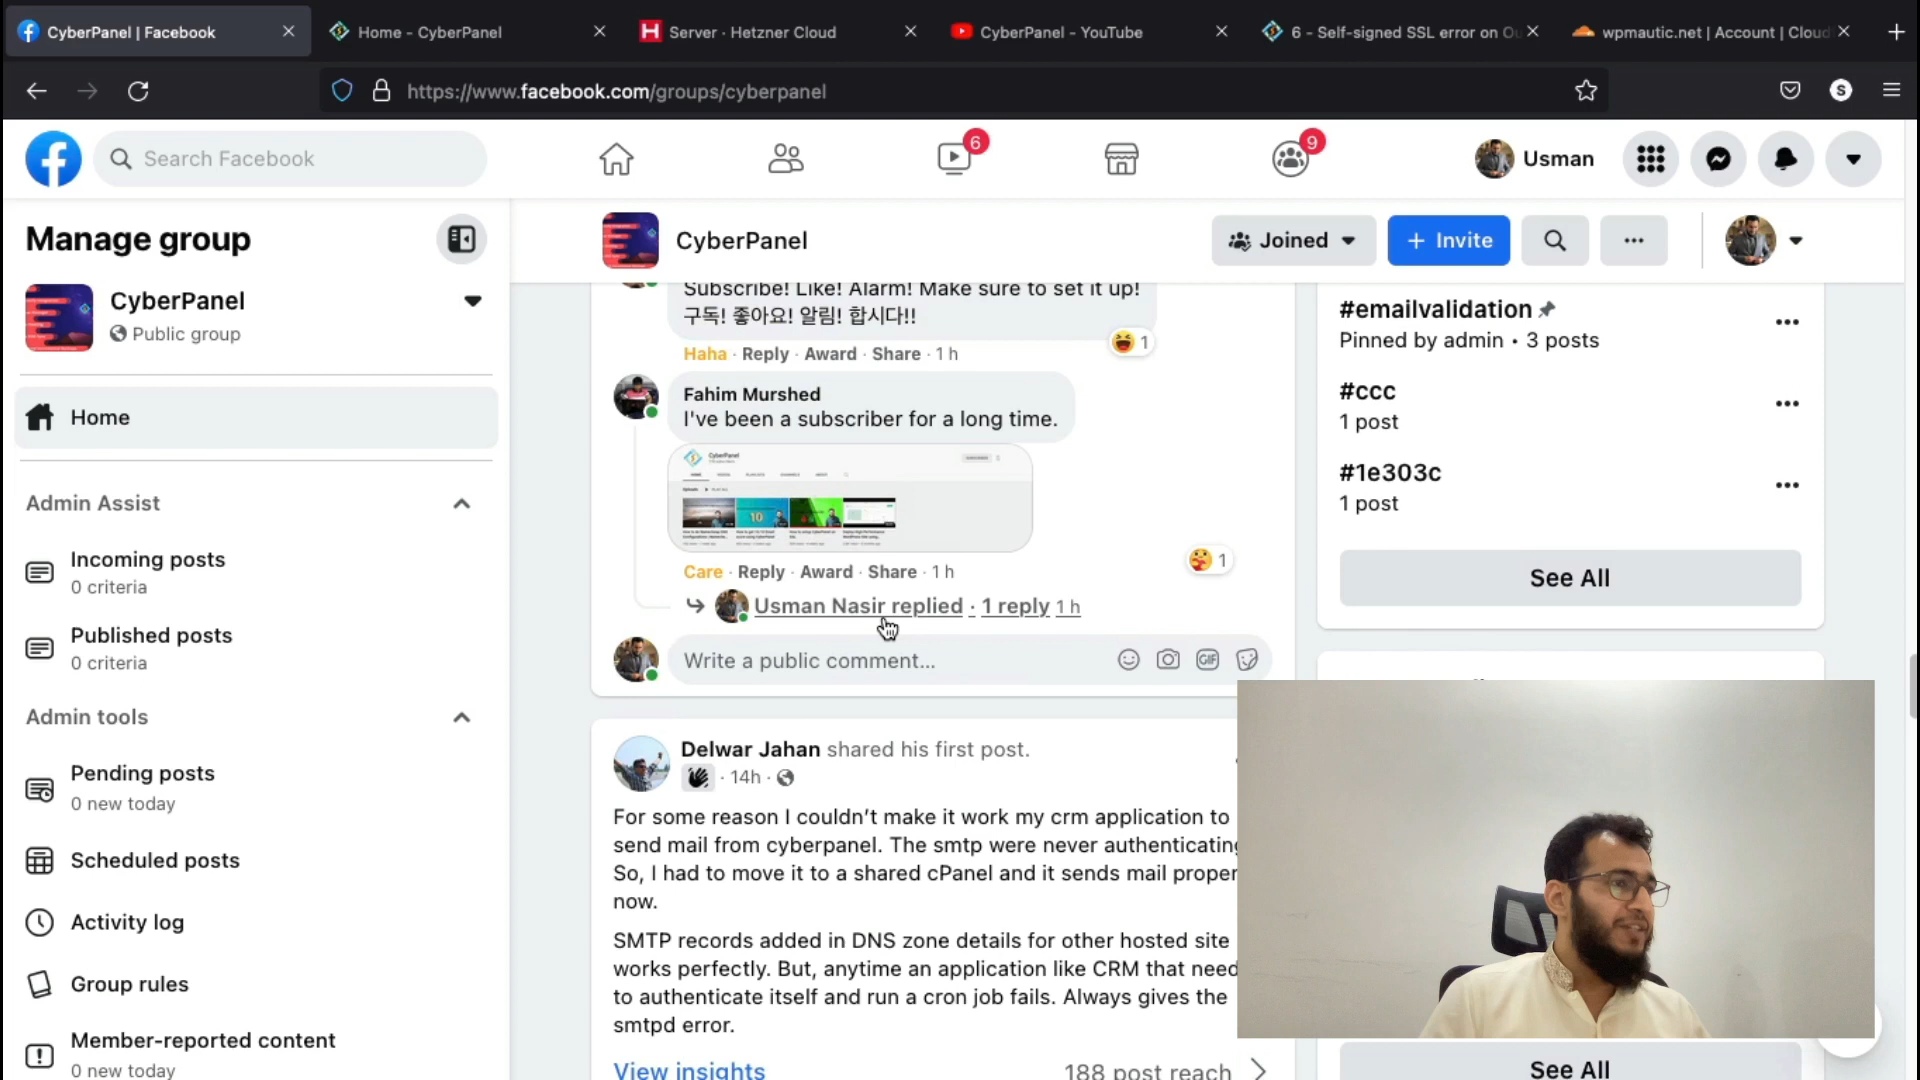 CyberPanel | Facebook
Home - CyberPanel
Server · Hetzner Cloud
CyberPanel - YouTube
6 - Self-signed SSL error on Ou
wpmautic.net | Account | Cloud
https://www.facebook.com/groups/cyberpanel
S
Search Facebook
6
9
Usman
Manage group
CyberPanel
Public group
Home
Admin Assist
Incoming posts
0 criteria
Published posts
0 criteria
Admin tools
Pending posts
0 new today
Scheduled posts
Activity log
Group rules
Member-reported content
0 new today
CyberPanel
Joined
+ Invite
Subscribe! Like! Alarm! Make sure to set it up!
구독! 좋아요! 알림! 합시다!!
1
Haha · Reply · Award · Share · 1 h
Fahim Murshed
I've been a subscriber for a long time.
CyberPanel
10
1
Care · Reply · Award · Share · 1 h
Usman Nasir replied · 1 reply 1 h
Write a public comment...
GIF
Delwar Jahan shared his first post.
· 14h ·
For some reason I couldn't make it work my crm application to
send mail from cyberpanel. The smtp were never authenticating
So, I had to move it to a shared cPanel and it sends mail proper
now.
SMTP records added in DNS zone details for other hosted site
works perfectly. But, anytime an application like CRM that need
to authenticate itself and run a cron job fails. Always gives the
smtpd error.
View insights
188 post reach
#emailvalidation
Pinned by admin • 3 posts
#ccc
1 post
#1e303c
1 post
See All
See All